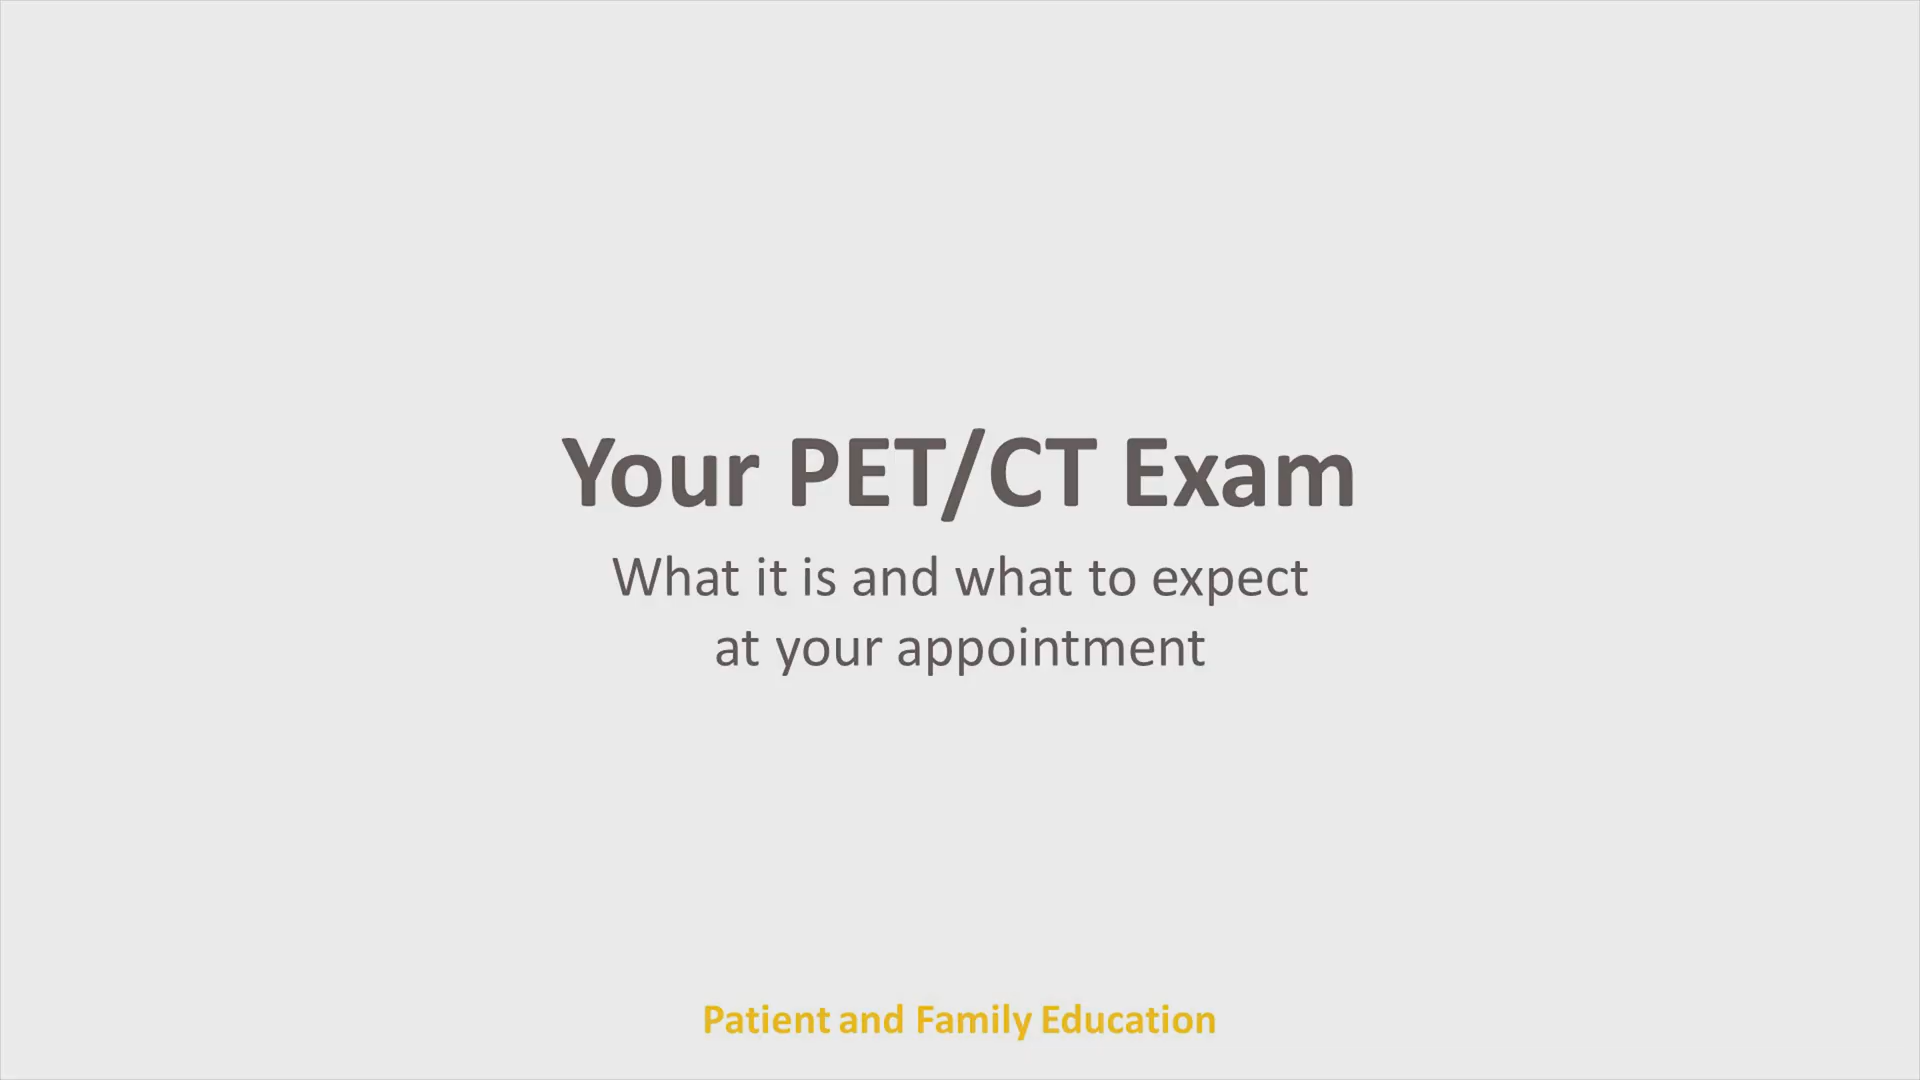 Your PET/CT Exam
What it is and what to expect
at your appointment
Patient and Family Education